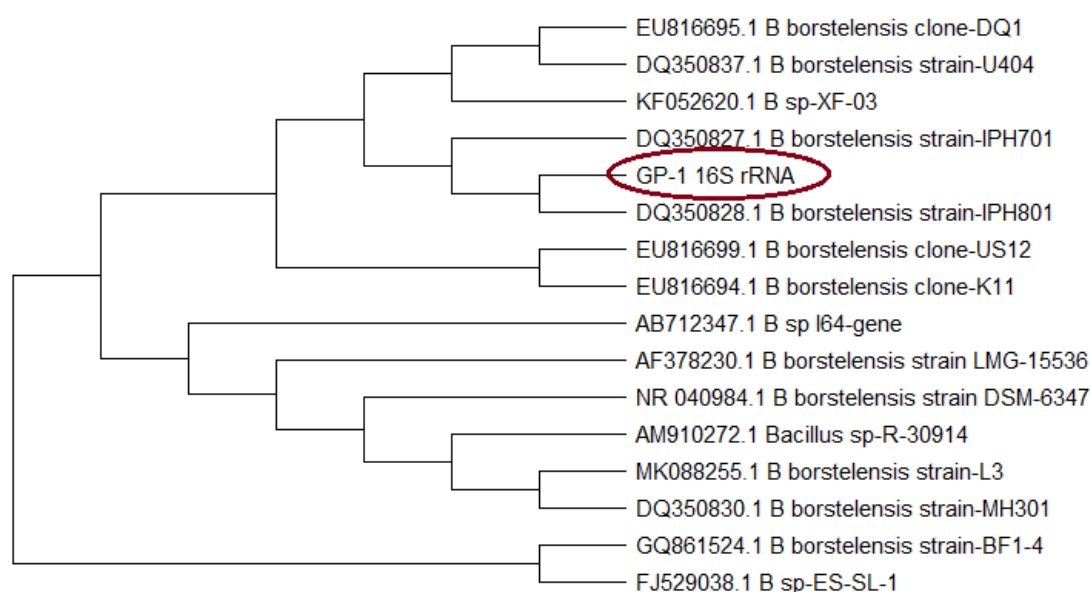 EU816695.1 B borstelensis clone-DQ1
DQ350837.1 B borstelensis strain-U404
KF052620.1 B sp-XF-03
DQ350827.1 B borstelensis strain-IPH701
GP-1 16S rRNA
DQ350828.1 B borstelensis strain-IPH801
EU816699.1 B borstelensis clone-US12
EU816694.1 B borstelensis clone-K11
AB712347.1 B sp I64-gene
AF378230.1 B borstelensis strain LMG-15536
NR 040984.1 B borstelensis strain DSM-6347
AM910272.1 Bacillus sp-R-30914
MK088255.1 B borstelensis strain-L3
DQ350830.1 B borstelensis strain-MH301
GQ861524.1 B borstelensis strain-BF1-4
FJ529038.1 B sp-ES-SL-1